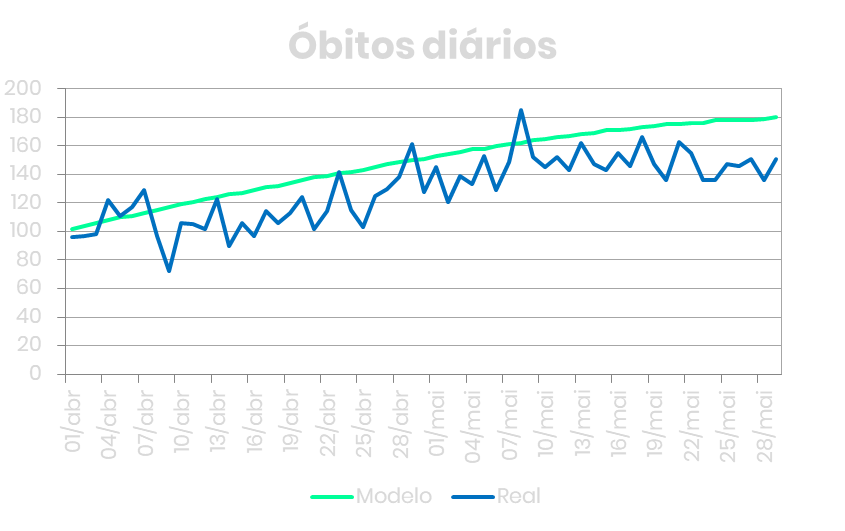 Óbitos diários
200
180
160
140
120
100
80
60
40
20
0
01/abr
04/abr
07/abr
10/abr
13/abr
16/abr
19/abr
22/abr
25/abr
28/abr
01/mai
04/mai
07/mai
10/mai
13/mai
16/mai
19/mai
22/mai
25/mai
28/mai
Modelo Real